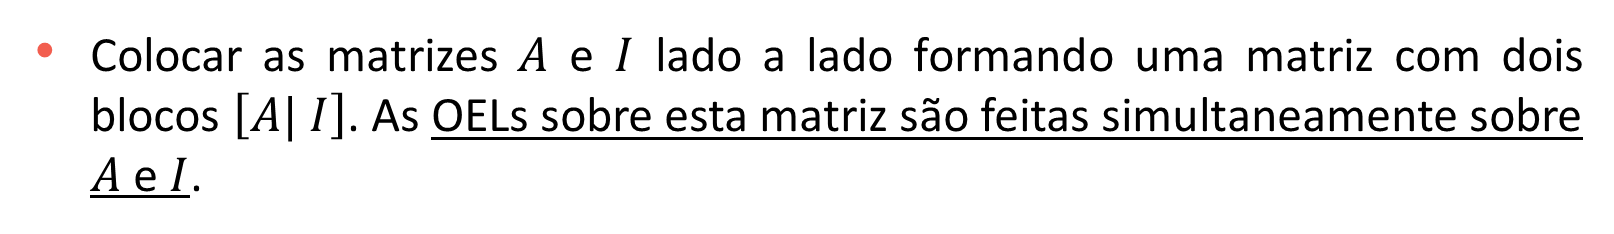 • Colocar as matrizes A e I lado a lado formando uma matriz com dois
blocos [A| I]. As OELs sobre esta matriz são feitas simultaneamente sobre
A e I.